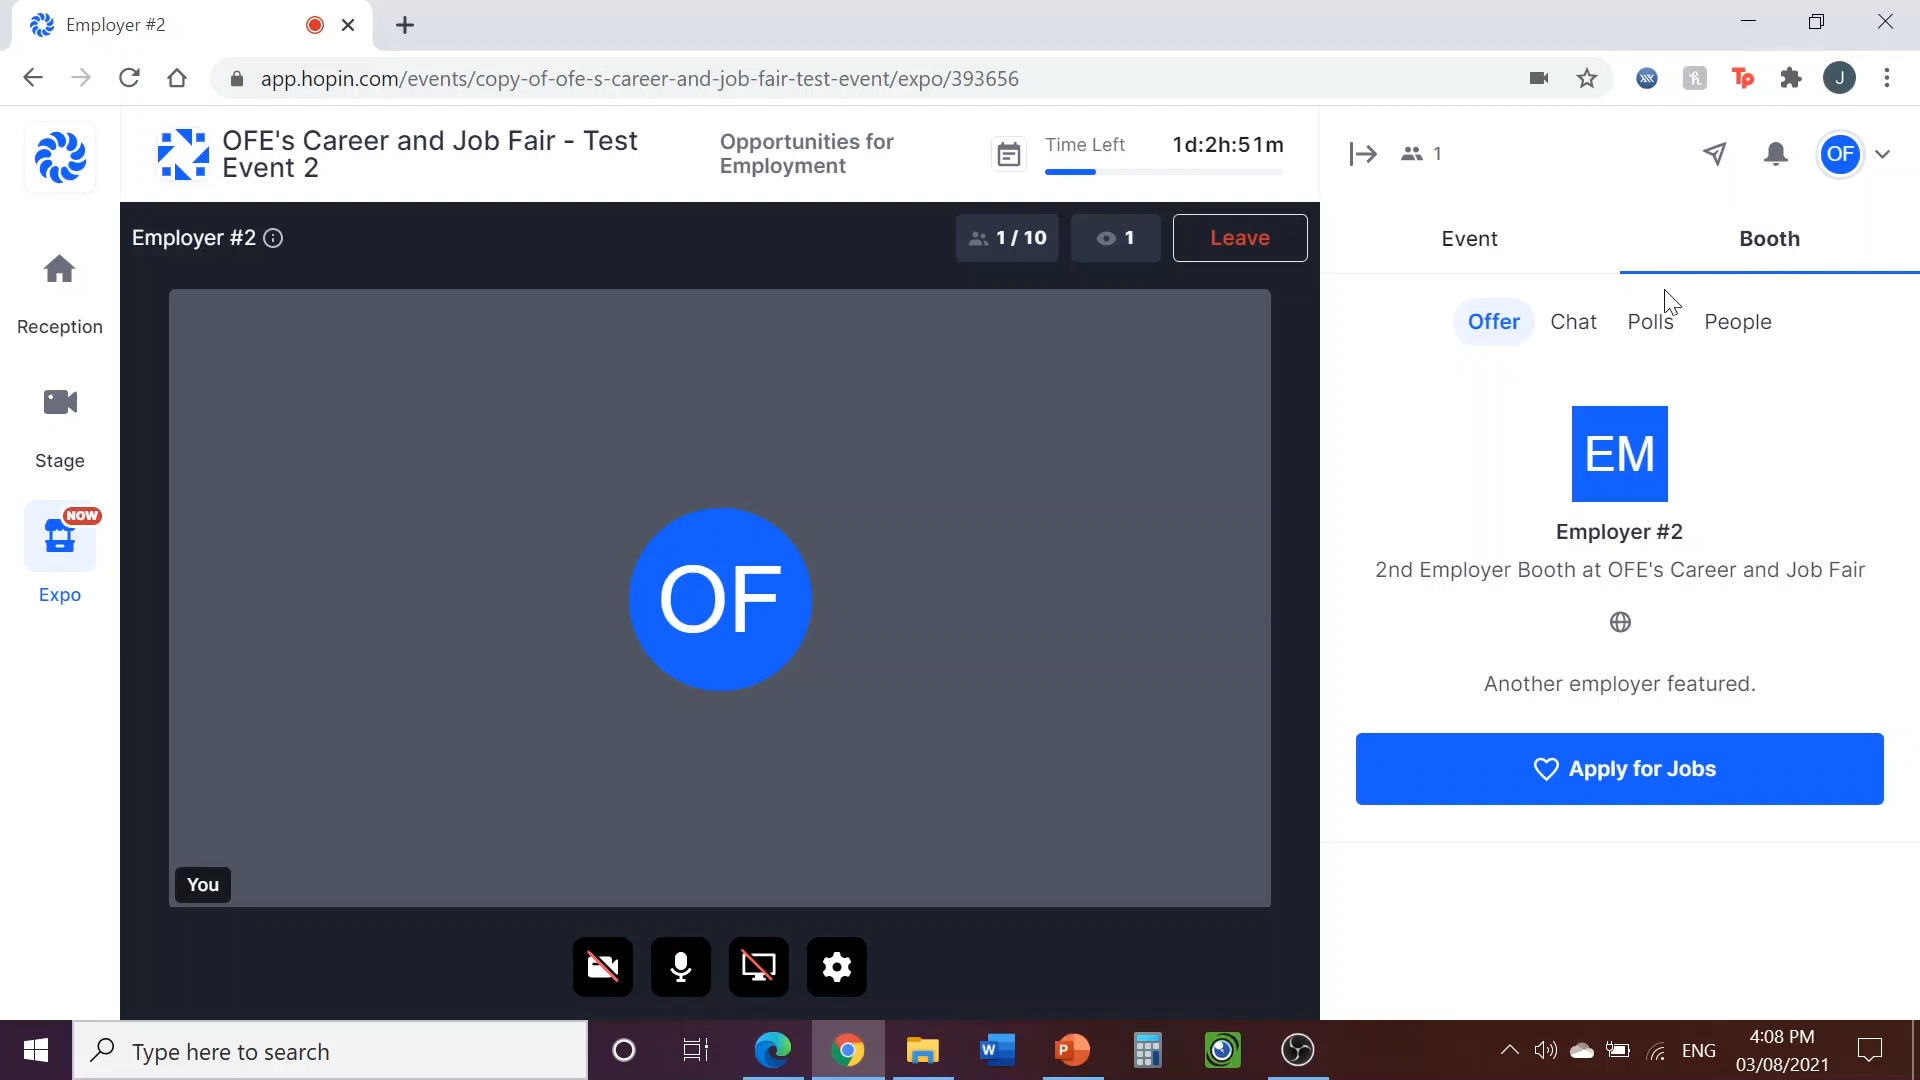 Employer #2
app.hopin.com/events/copy-of-ofe-s-career-and-job-fair-test-event/expo/393656
J
OFE's Career and Job Fair - Test
Event 2
Opportunities for
Employment
Time Left
1d:2h:51m
1
OF
Employer #2
1 / 10
1
Leave
Event
Booth
Offer
Chat
Polls
People
Reception
Stage
NOW
Expo
OF
You
EM
Employer #2
2nd Employer Booth at OFE's Career and Job Fair
Another employer featured.
Apply for Jobs
Type here to search
ENG
4:08 PM
03/08/2021